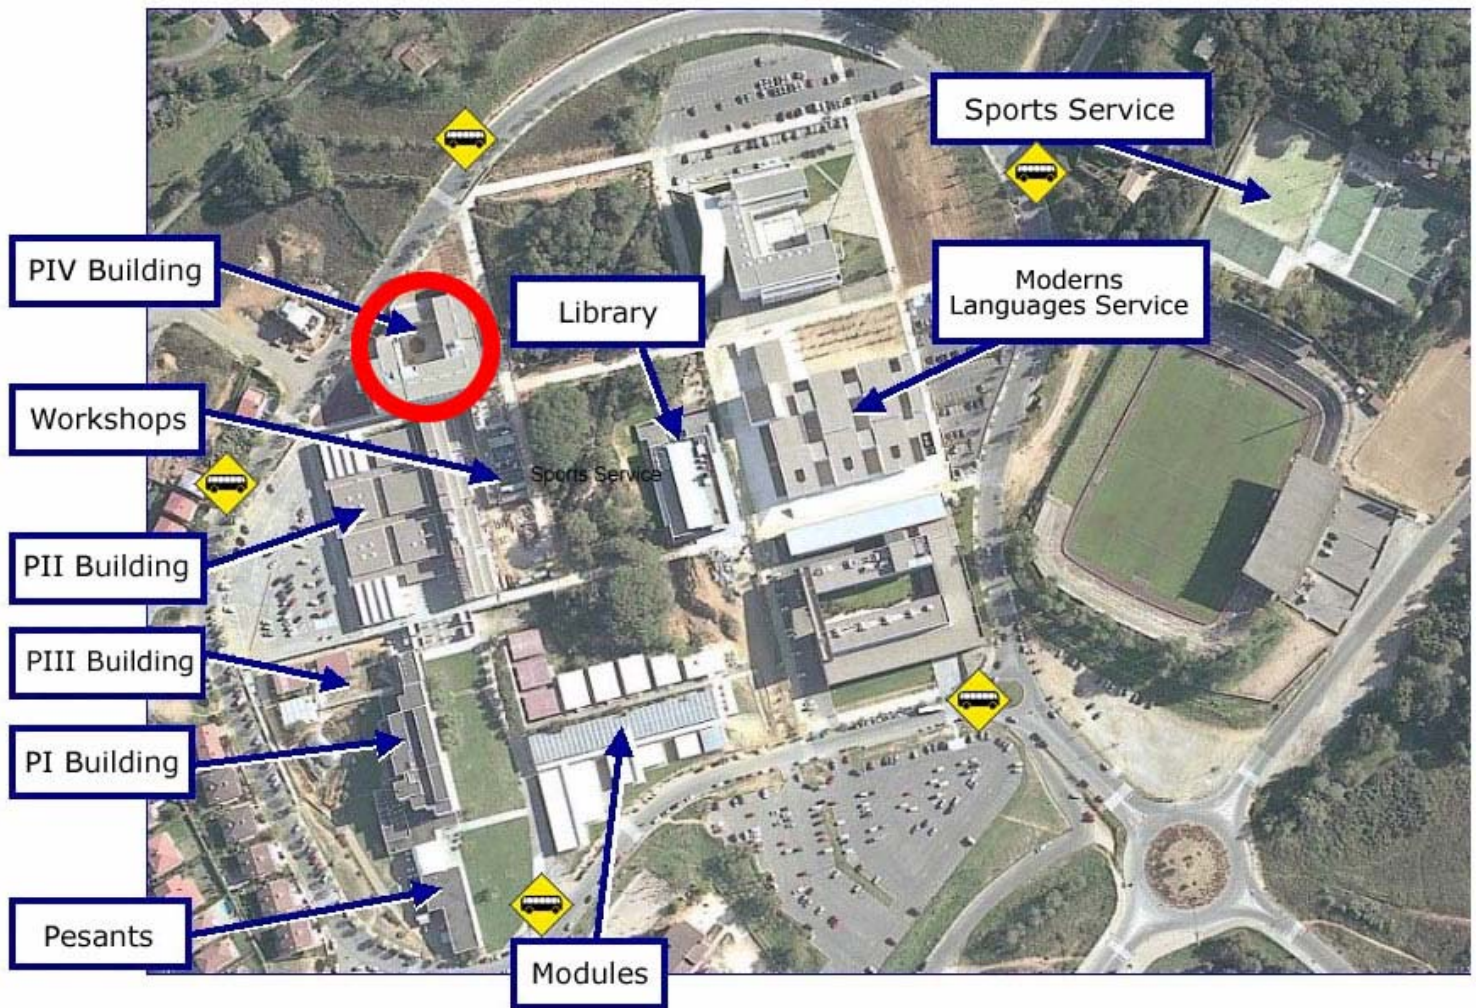 Sports Service
PIV Building
Library
Moderns
Languages Service
Workshops
Sports Service
PII Building
PIII Building
PI Building
Pesants
Modules